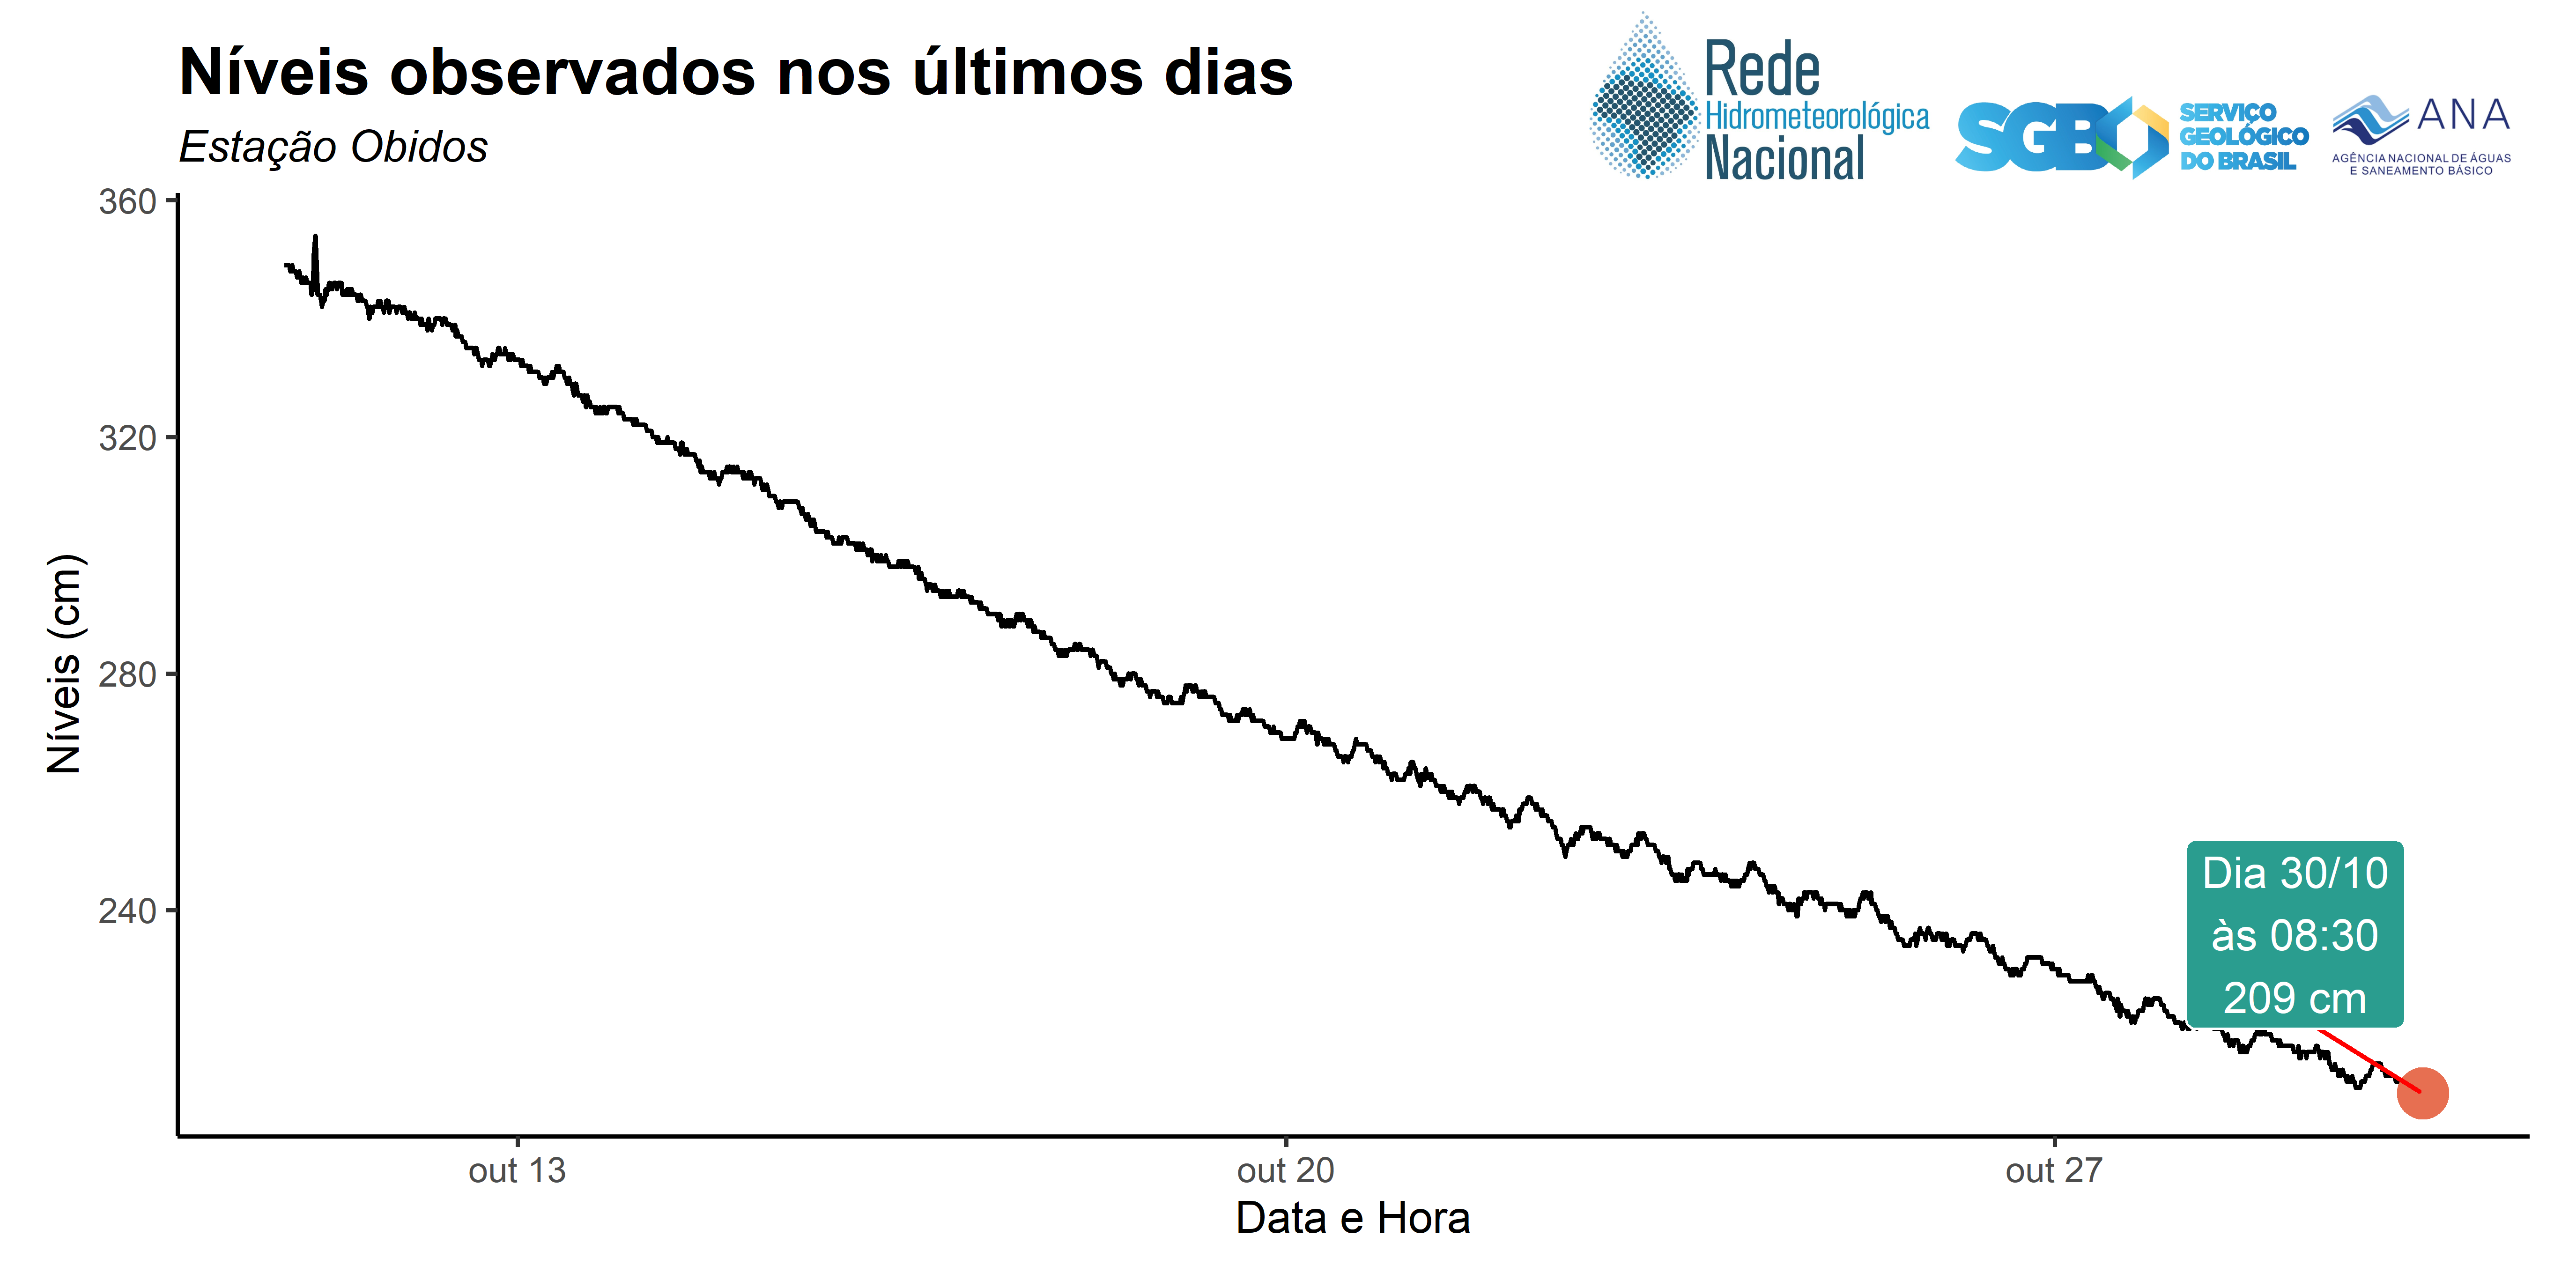 Níveis observados nos últimos dias
Estação Obidos
Rede
Hidrometeorológica
Nacional
SGB
SERVIÇO
GEOLÓGICO
DO BRASIL
ANA
AGÊNCIA NACIONAL DE ÁGUAS
E SANEAMENTO BÁSICO
360
320
280
240
Níveis (cm)
Dia 30/10
às 08:30
209 cm
out 13
out 20
out 27
Data e Hora